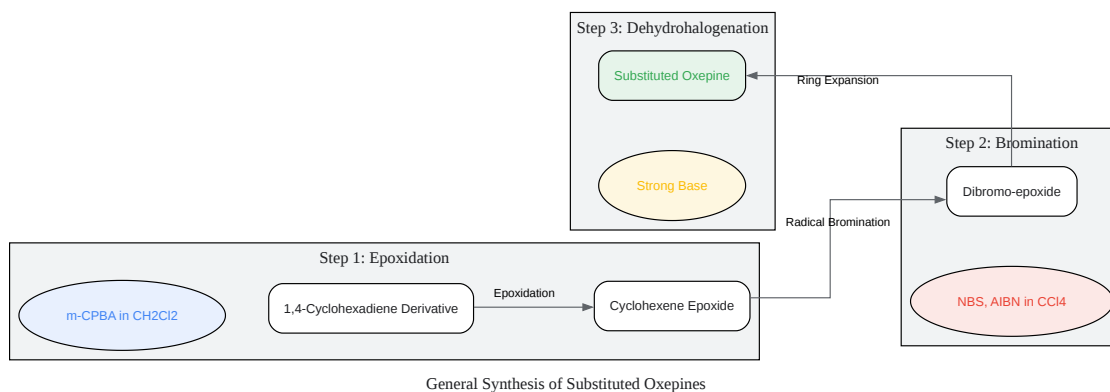 Step 3: Dehydrohalogenation
Substituted Oxepine
Ring Expansion
Strong Base
Step 2: Bromination
Dibromo-epoxide
Radical Bromination
NBS, AIBN in CCl4
Step 1: Epoxidation
m-CPBA in CH2Cl2
1,4-Cyclohexadiene Derivative
Epoxidation
Cyclohexene Epoxide
General Synthesis of Substituted Oxepines